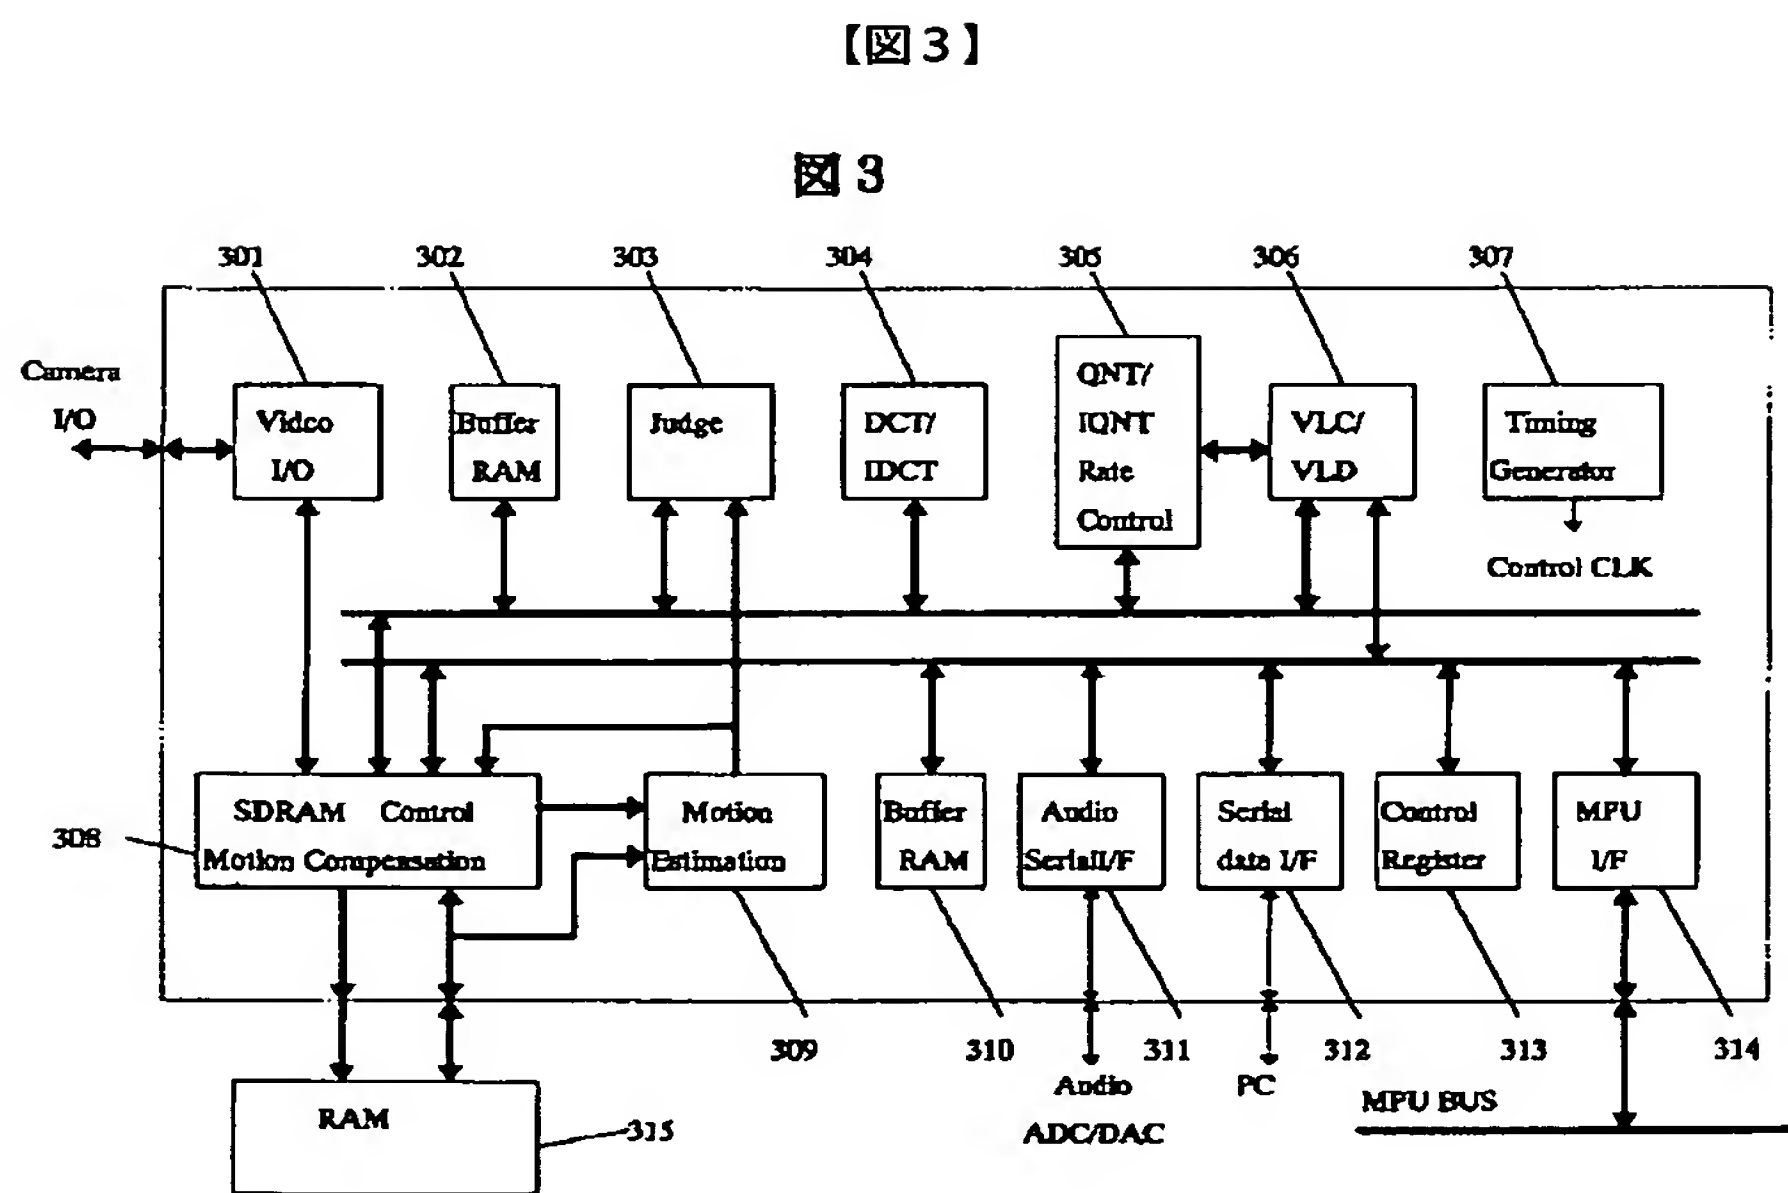 【図３】
図 3
301 302 303 304 305 306 307
Camera
I/O
Video
I/O
Buffer
RAM
Judge
DCT/
IDCT
QNT/
IQNT
Rate
Control
VLC/
VLD
Timing
Generator
Control CLK
308
SDRAM Control
Motion Compensation
Motion
Estimation
Buffer
RAM
Audio
SerialI/F
Serial
data I/F
Control
Register
MPU
I/F
309 310 311 312 313 314
Audio
ADC/DAC
PC
MPU BUS
RAM
315